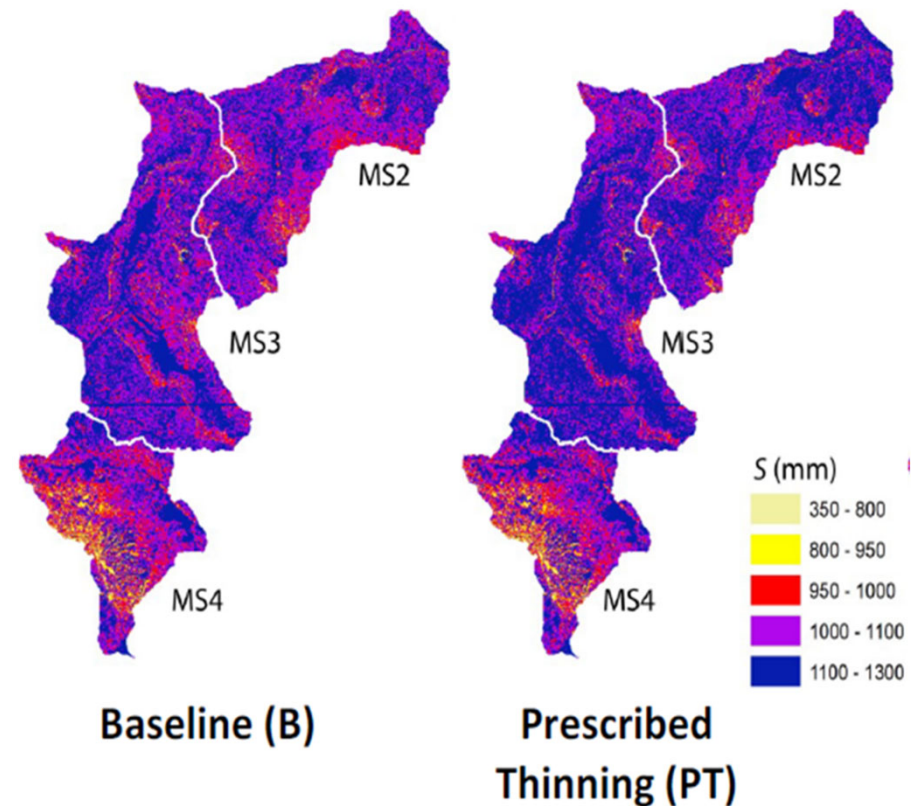 MS2
MS3
MS4
MS2
MS3
MS4
S (mm)
350 - 800
800 - 950
950 - 1000
1000 - 1100
1100 - 1300
Baseline (B)
Prescribed
Thinning (PT)